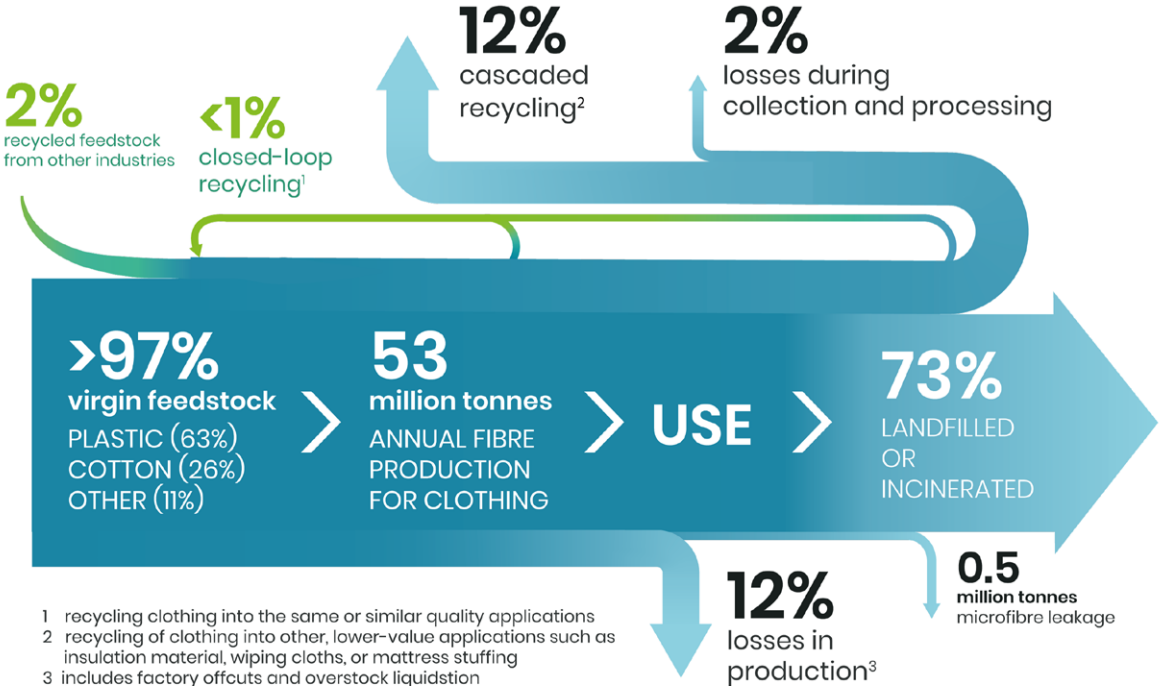 12%
cascaded
recycling²
2%
losses during
collection and processing
2%
recycled feedstock
from other industries
<1%
closed-loop
recycling¹
>97%
virgin feedstock
PLASTIC (63%)
COTTON (26%)
OTHER (11%)
53
million tonnes
ANNUAL FIBRE
PRODUCTION
FOR CLOTHING
USE
73%
LANDFILLED
OR
INCINERATED
12%
losses in
production³
0.5
million tonnes
microfibre leakage
1 recycling clothing into the same or similar quality applications
2 recycling of clothing into other, lower-value applications such as
insulation material, wiping cloths, or mattress stuffing
3 includes factory offcuts and overstock liquidstion